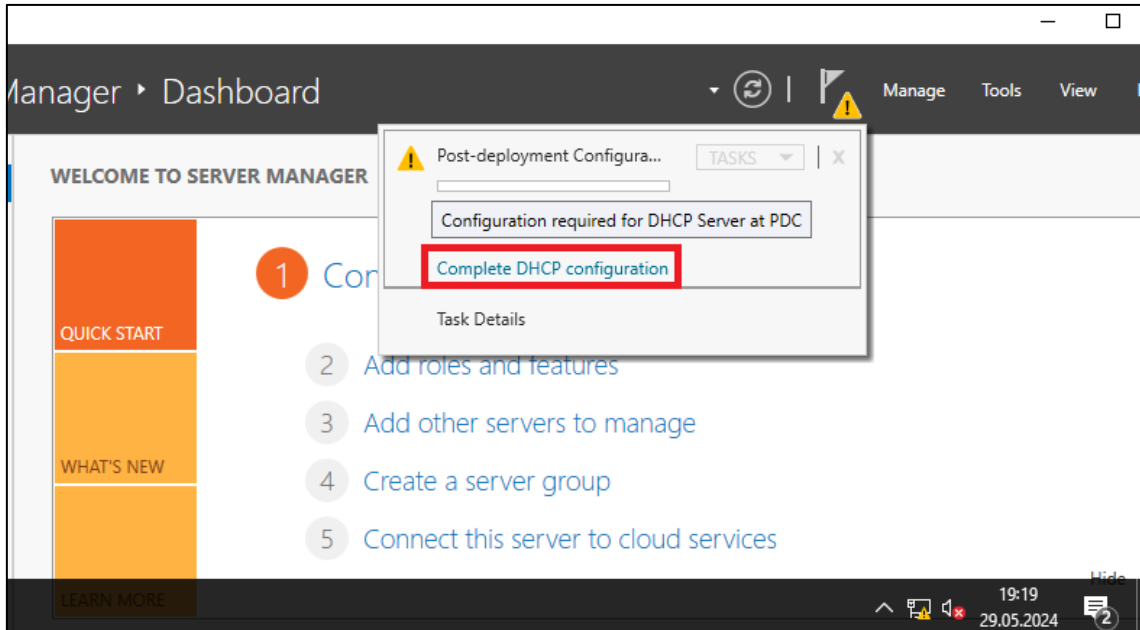 Manager ‣ Dashboard
Manage Tools View
Post-deployment Configura...
TASKS
X
WELCOME TO SERVER MANAGER
Configuration required for DHCP Server at PDC
Complete DHCP configuration
1
Task Details
QUICK START
2 Add roles and features
3 Add other servers to manage
WHAT'S NEW
4 Create a server group
5 Connect this server to cloud services
Hide
LEARN MORE
19:19
29.05.2024
2